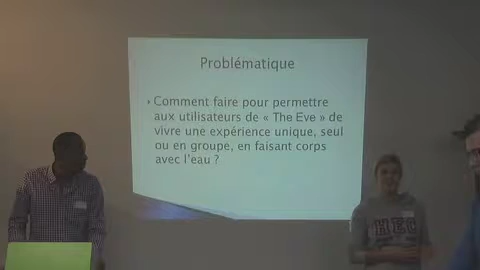 Problématique
Comment faire pour permettre
aux utilisateurs de « The Eve » de
vivre une expérience unique, seul
ou en groupe, en faisant corps
avec l'eau ?
HEC